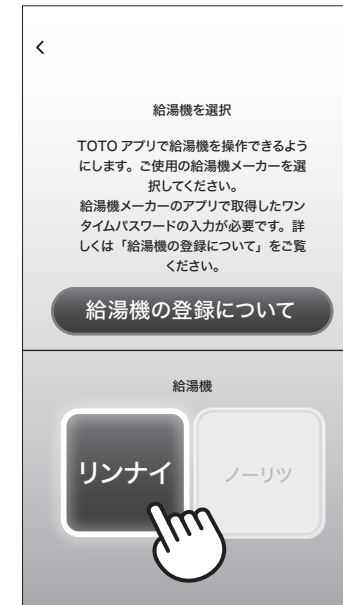 給湯機を選択
TOTO アプリで給湯機を操作できるよう
にします。ご使用の給湯機メーカーを選
択してください。
給湯機メーカーのアプリで取得したワン
タイムパスワードの入力が必要です。詳
しくは「給湯機の登録について」をご覧
ください。
給湯機の登録について
給湯機
リンナイ
ノーリツ